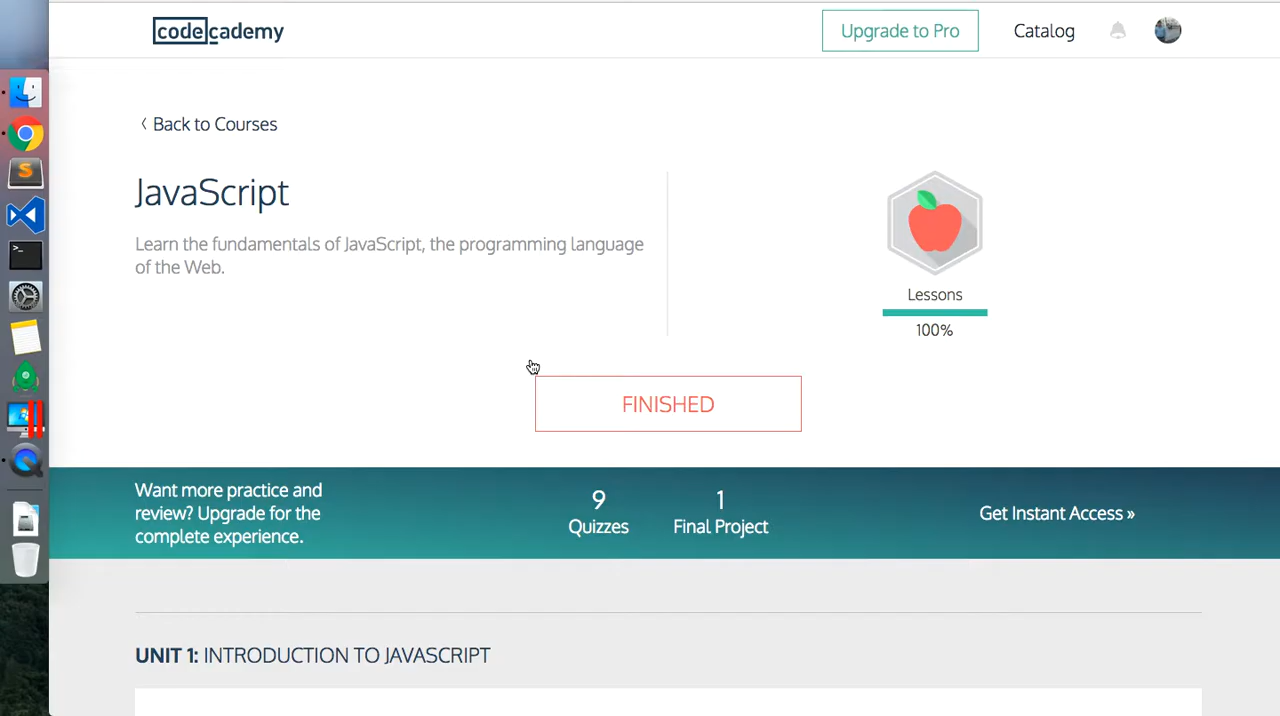 codecademy
Upgrade to Pro
Catalog
Back to Courses
JavaScript
Learn the fundamentals of JavaScript, the programming language
of the Web.
Lessons
100%
FINISHED
Want more practice and
review? Upgrade for the
complete experience.
9
Quizzes
1
Final Project
Get Instant Access »
UNIT 1: INTRODUCTION TO JAVASCRIPT